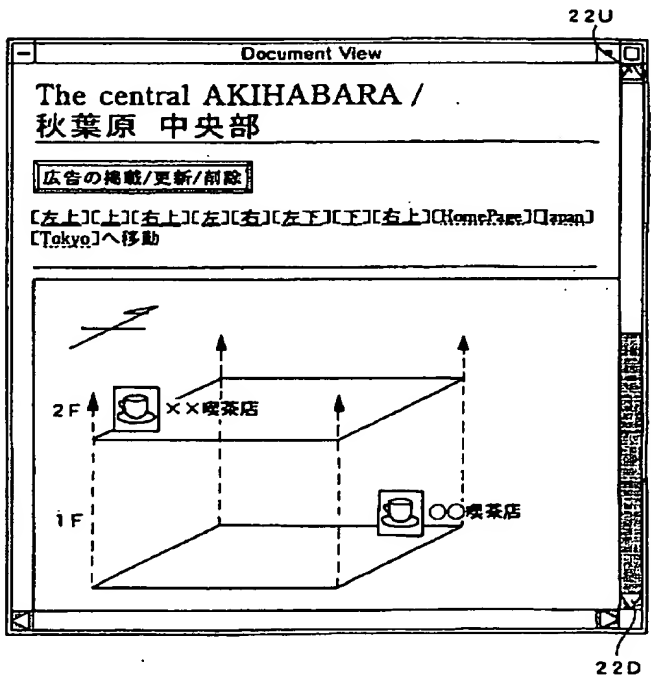 22U
Document View
The central AKIHABARA /
秋葉原 中央部
広告の掲載/更新/削除
[左上][上][右上][左][右][左下][下][右上][HomePage][Japan]
[Tokyo]へ移動
2F
××喫茶店
1F
○○喫茶店
22D